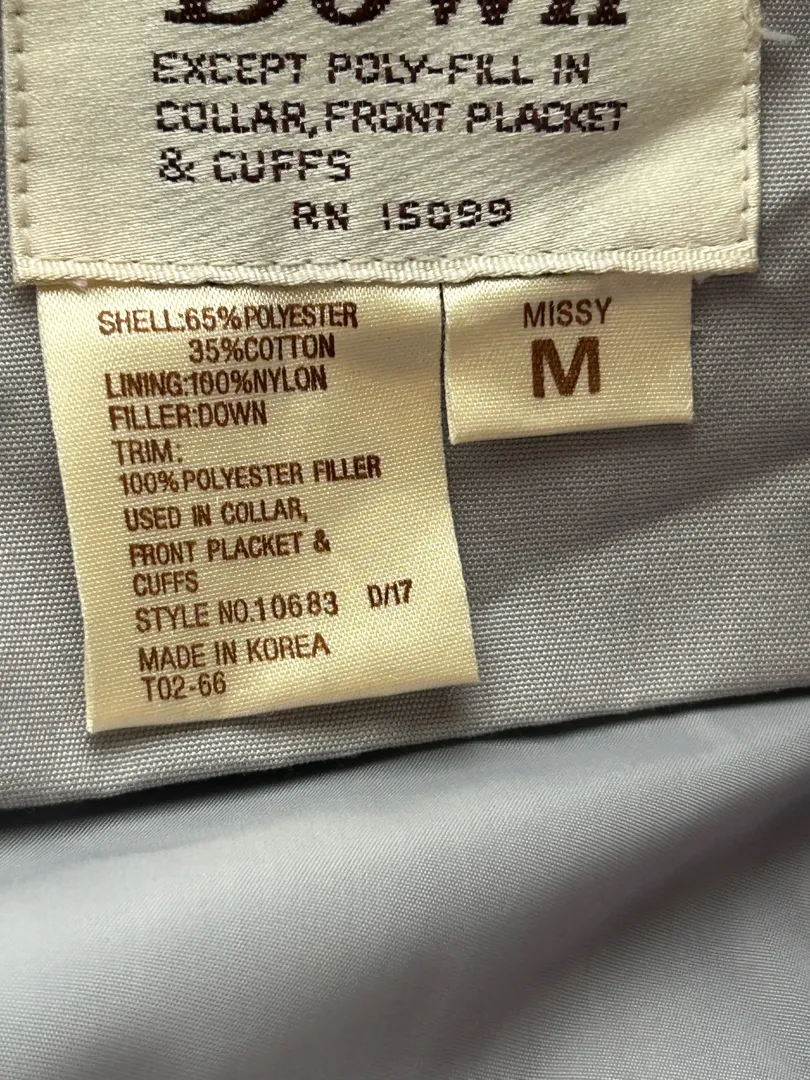 Down
EXCEPT POLY-FILL IN
COLLAR, FRONT PLACKET
& CUFFS
RN 15099
SHELL:65%POLYESTER
35%COTTON
LINING:100%NYLON
FILLER:DOWN
TRIM:
100%POLYESTER FILLER
USED IN COLLAR,
FRONT PLACKET &
CUFFS
STYLE NO.10683 D/17
MADE IN KOREA
T02-66
MISSY
M